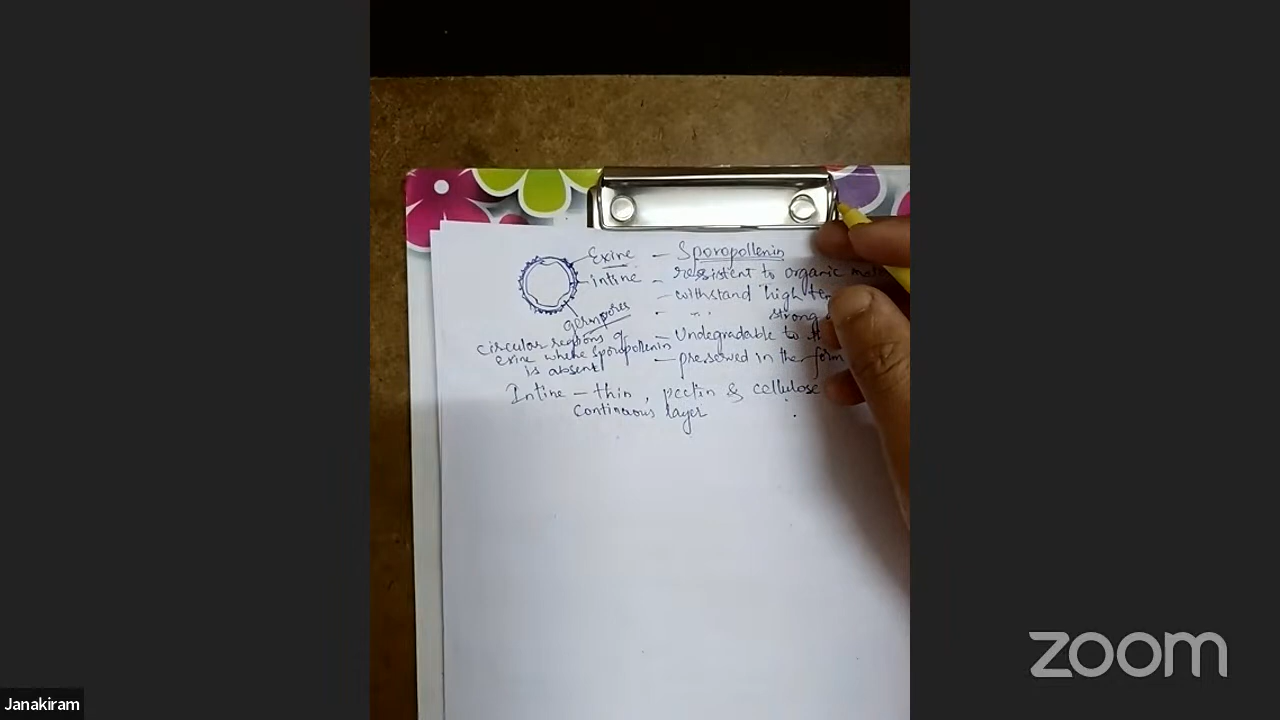 Exine - Sporopollenin
intine - resistent to organic
- withstand high
germpores - " strong
circular regions of - Undegradable to
exine where sporopollenin - preserved in the form
is absent
Intine - thin, pectin & cellulose
continuous layer
zoom
Janakiram